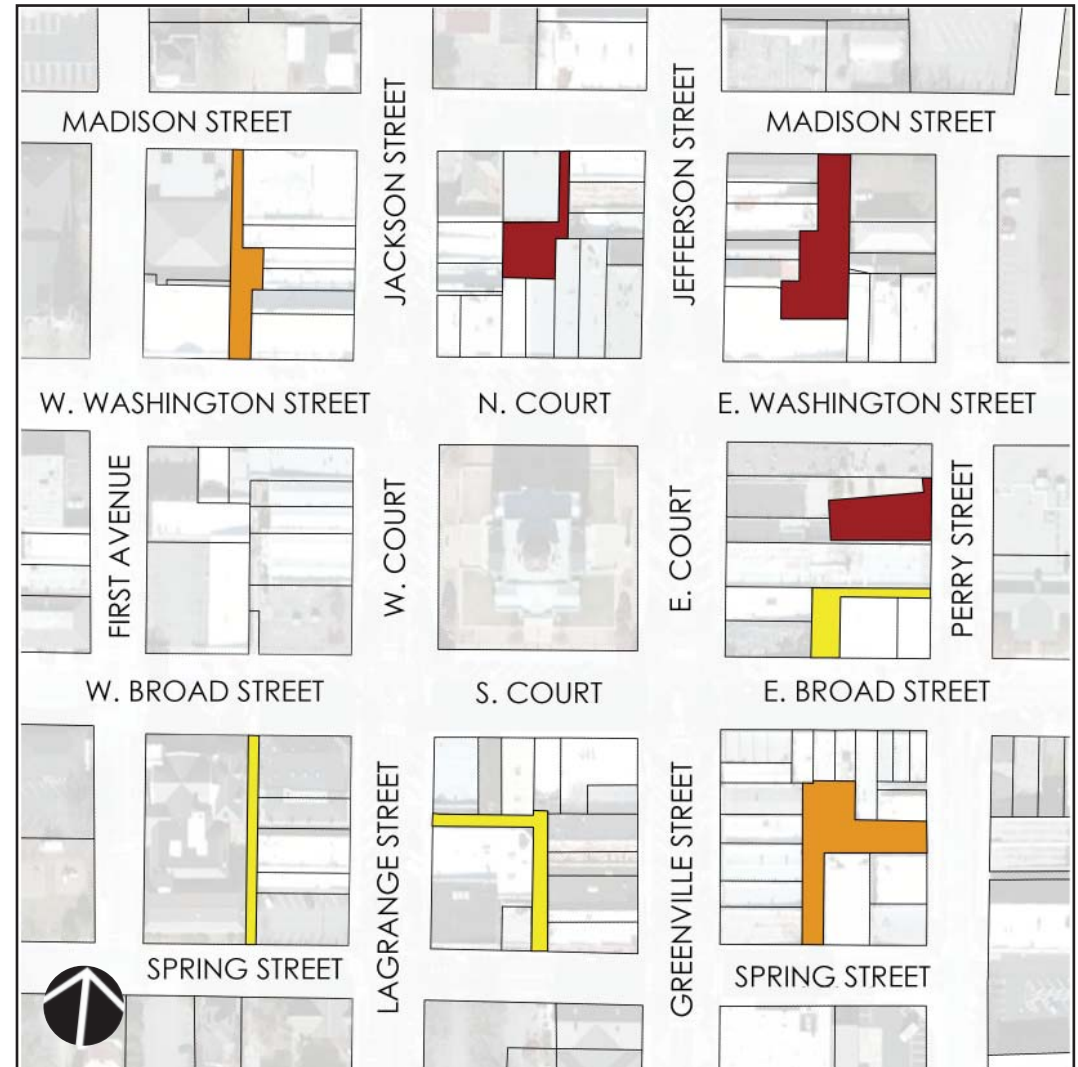 MADISON STREET
MADISON STREET
JACKSON STREET
JEFFERSON STREET
W. WASHINGTON STREET
N. COURT
E. WASHINGTON STREET
FIRST AVENUE
W. COURT
E. COURT
PERRY STREET
W. BROAD STREET
S. COURT
E. BROAD STREET
LAGRANGE STREET
GREENVILLE STREET
SPRING STREET
SPRING STREET